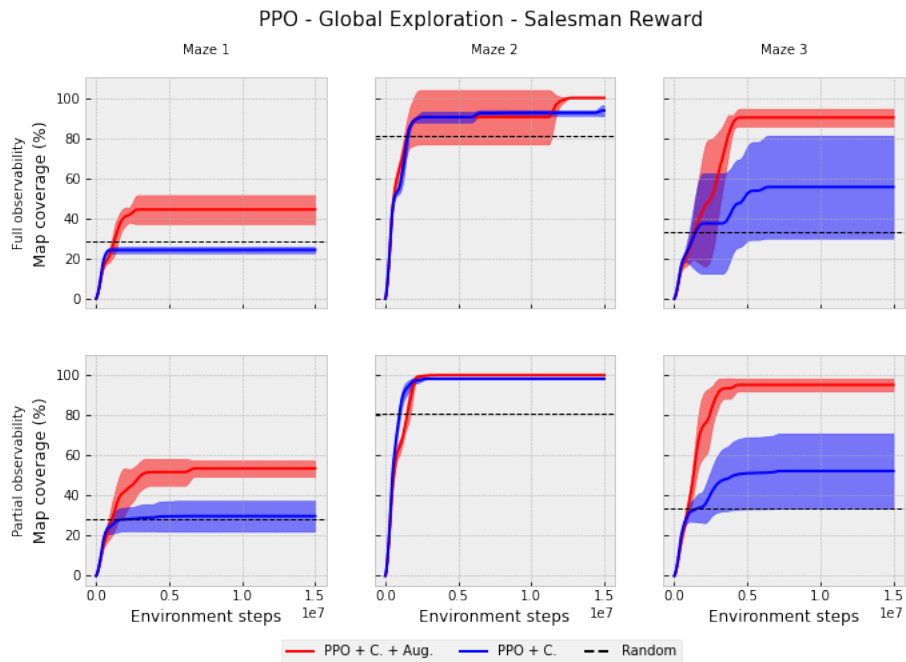 PPO - Global Exploration - Salesman Reward
Maze 1
Maze 2
Maze 3
Full observability
Map coverage (%)
100
80
60
40
20
0
Partial observability
Map coverage (%)
100
80
60
40
20
0
0.0 0.5 1.0 1.5
1e7
Environment steps
0.0 0.5 1.0 1.5
1e7
Environment steps
0.0 0.5 1.0 1.5
1e7
Environment steps
PPO + C. + Aug. PPO + C. Random